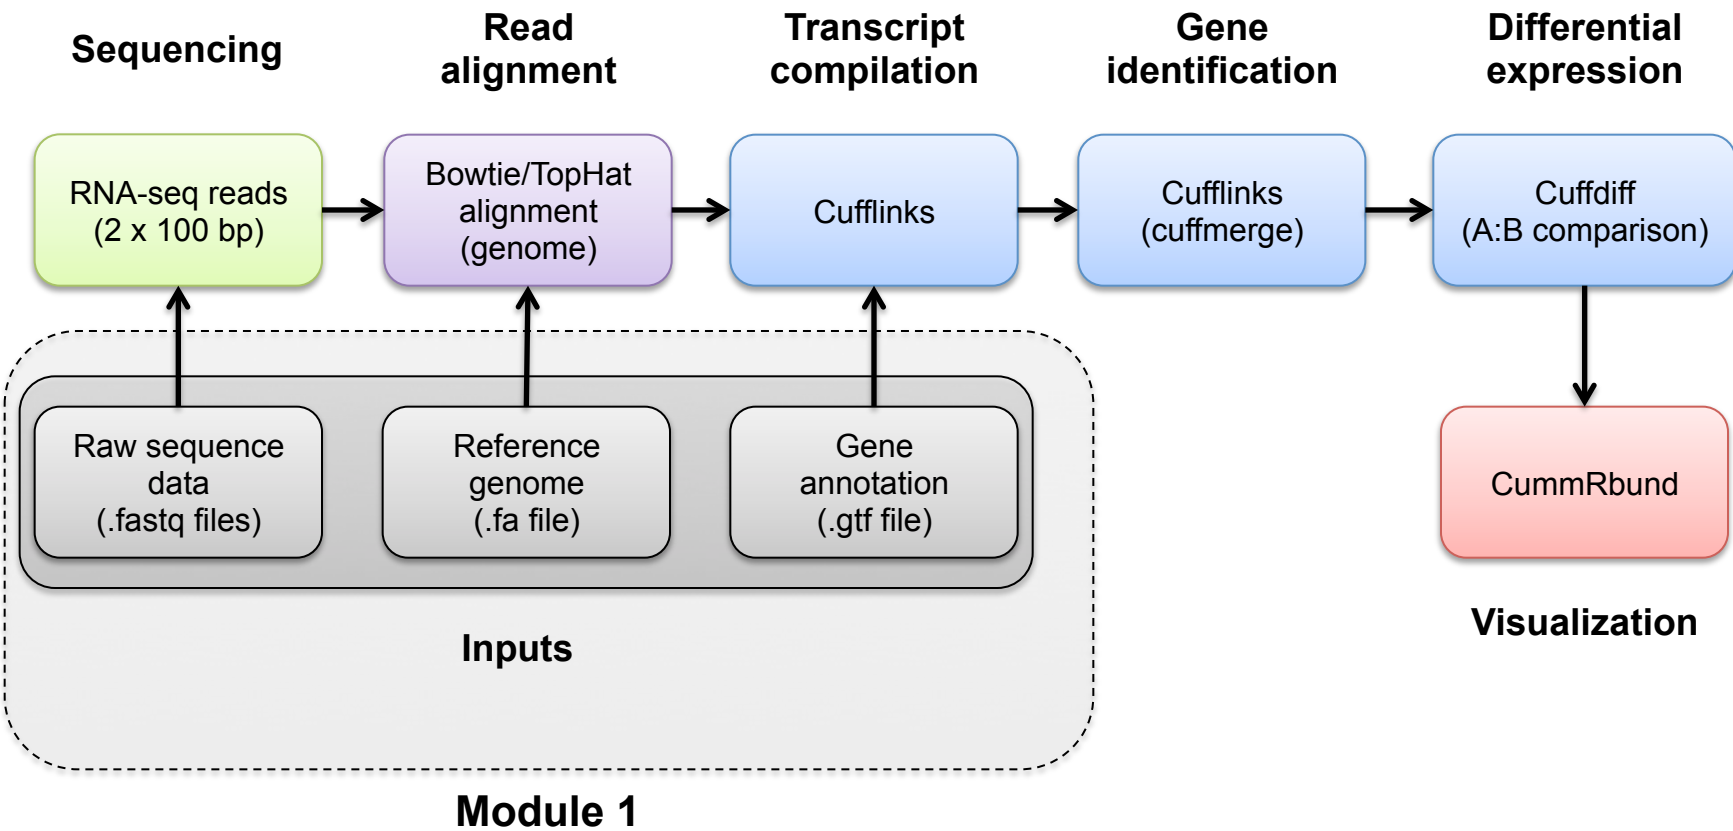 Sequencing
Read
alignment
Transcript
compilation
Gene
identification
Differential
expression
RNA-seq reads
(2 x 100 bp)
Bowtie/TopHat
alignment
(genome)
Cufflinks
Cufflinks
(cuffmerge)
Cuffdiff
(A:B comparison)
Raw sequence
data
(.fastq files)
Reference
genome
(.fa file)
Gene
annotation
(.gtf file)
CummRbund
Inputs
Visualization
Module 1